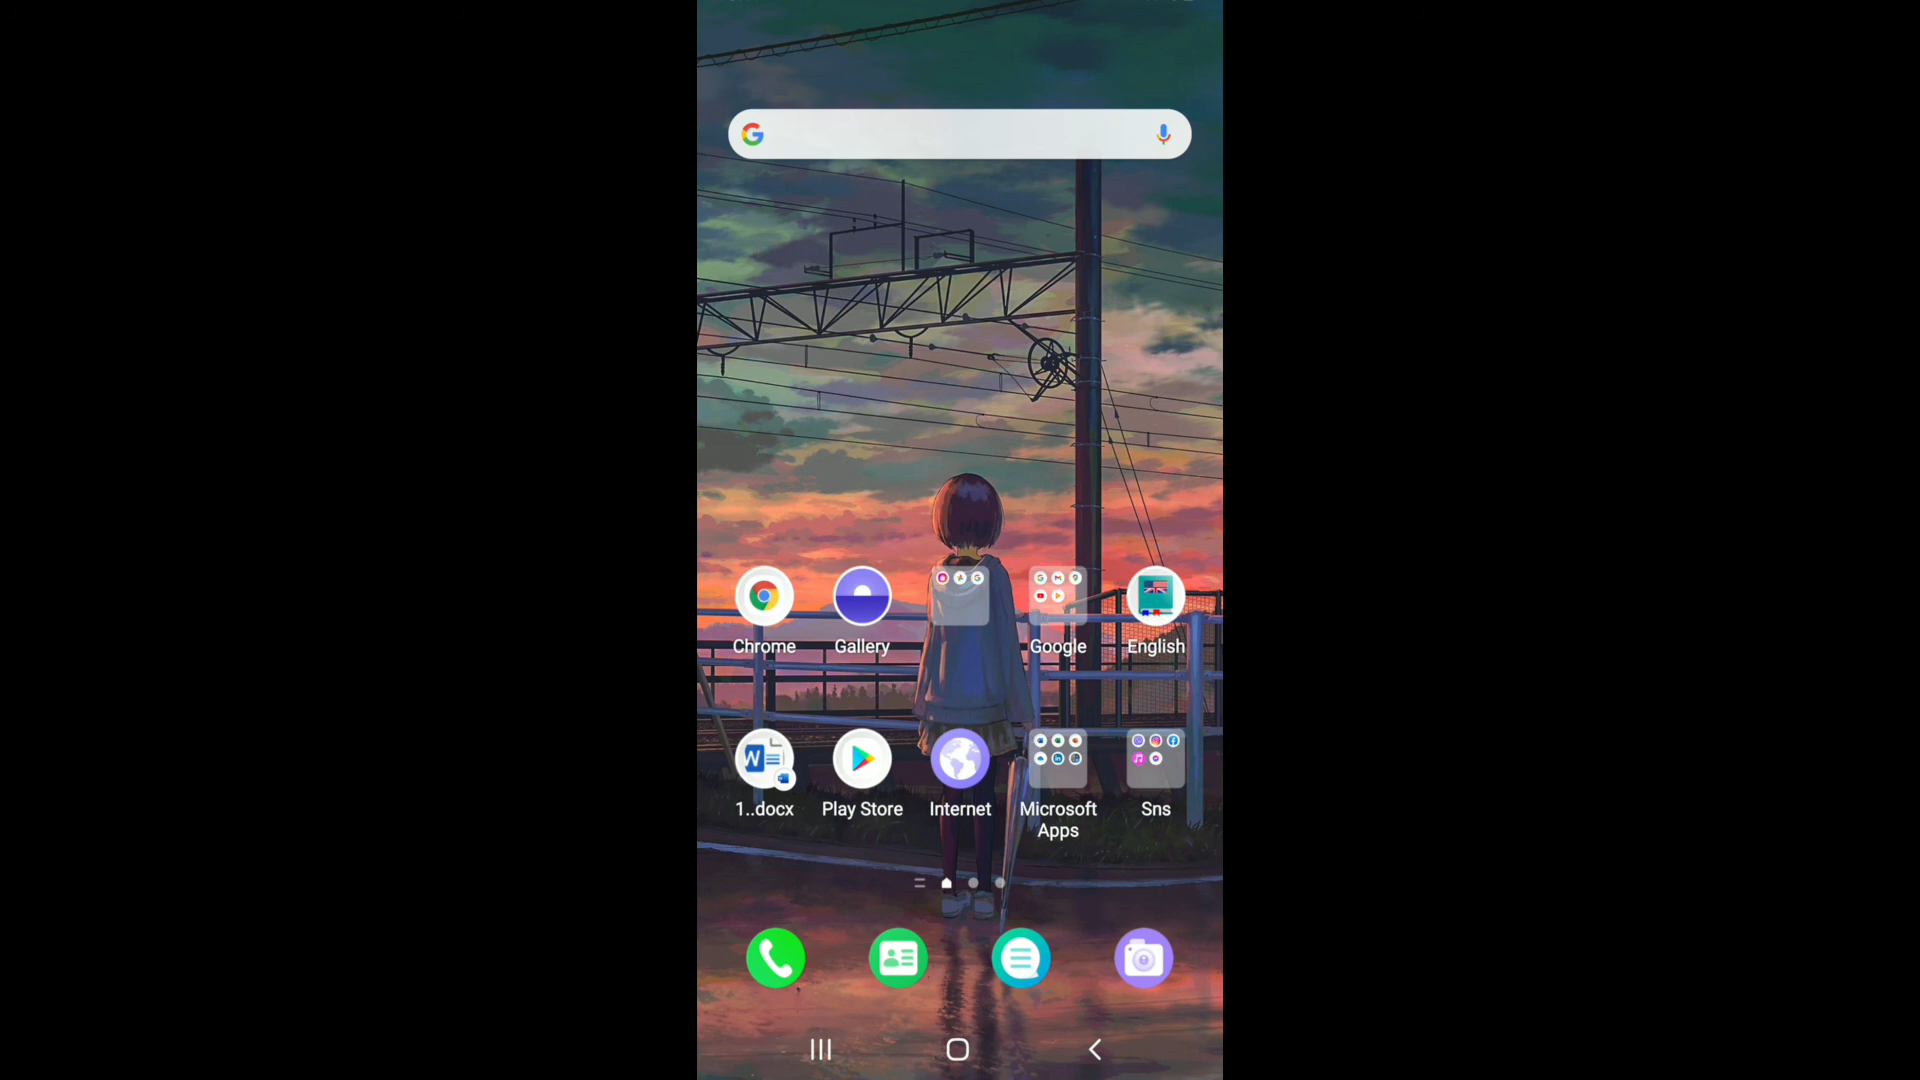 Chrome
Gallery
Google
English
1..docx
Play Store
Internet
Microsoft
Apps
Sns